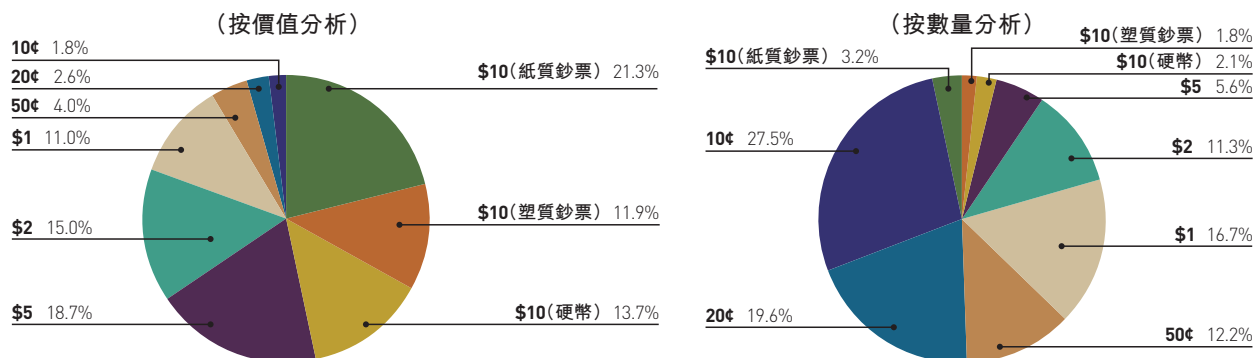 (按價值分析)
10¢ 1.8%
20¢ 2.6%
50¢ 4.0%
$1 11.0%
$2 15.0%
$5 18.7%
$10(紙質鈔票) 21.3%
$10(塑質鈔票) 11.9%
$10(硬幣) 13.7%
(按數量分析)
$10(紙質鈔票) 3.2%
10¢ 27.5%
20¢ 19.6%
$10(塑質鈔票) 1.8%
$10(硬幣) 2.1%
$5 5.6%
$2 11.3%
$1 16.7%
50¢ 12.2%